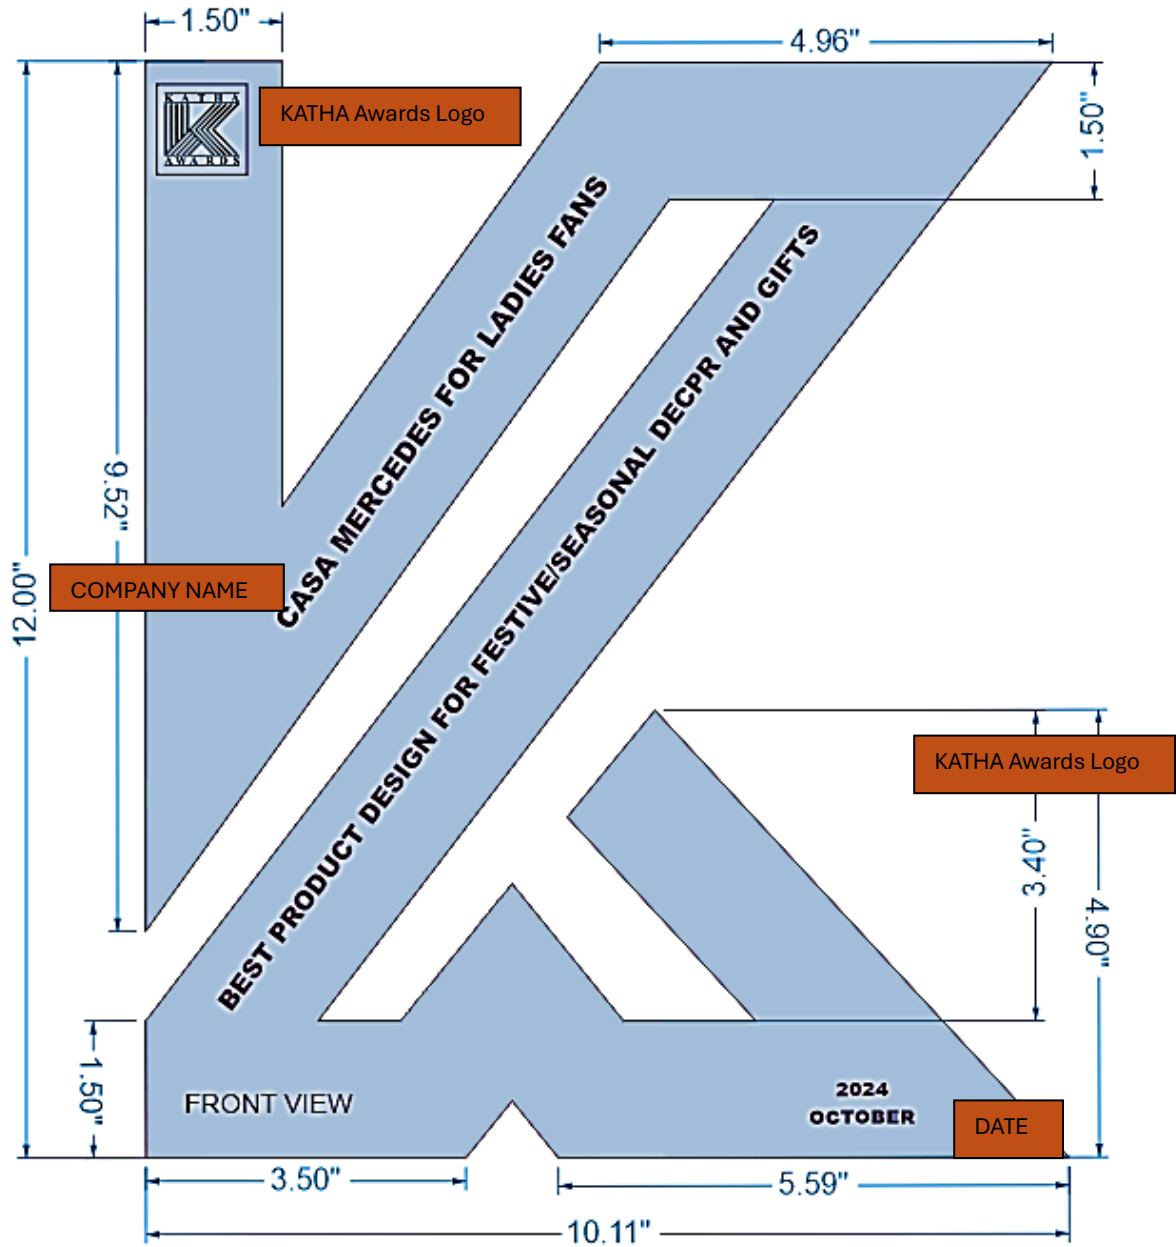 1.50"
4.96"
KATHA
AWARDS
KATHA Awards Logo
1.50"
CASA MERCEDES FOR LADIES FANS
BEST PRODUCT DESIGN FOR FESTIVE/SEASONAL DECPR AND GIFTS
9.52"
12.00"
COMPANY NAME
KATHA Awards Logo
3.40"
4.90"
1.50"
FRONT VIEW
2024
OCTOBER
DATE
3.50"
5.59"
10.11"